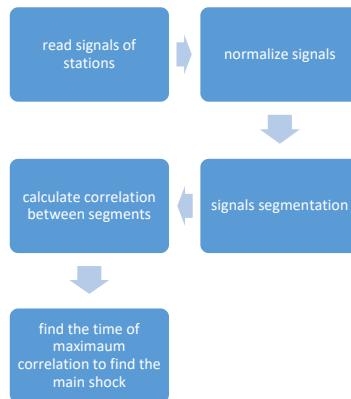 read signals of
stations
normalize signals
signals segmentation
calculate correlation
between segments
find the time of
maximaum
correlation to find the
main shock